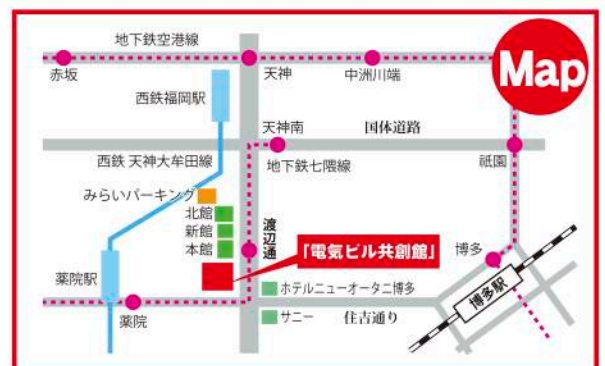 地下鉄空港線
Map
赤坂
天神
中洲川端
西鉄福岡駅
天神南
国体道路
西鉄 天神大牟田線
地下鉄七隈線
祇園
みらいパーキング
北館
新館
本館
渡辺通
「電気ビル共創館」
博多
薬院駅
ホテルニューオータニ博多
博多駅
薬院
サニー
住吉通り